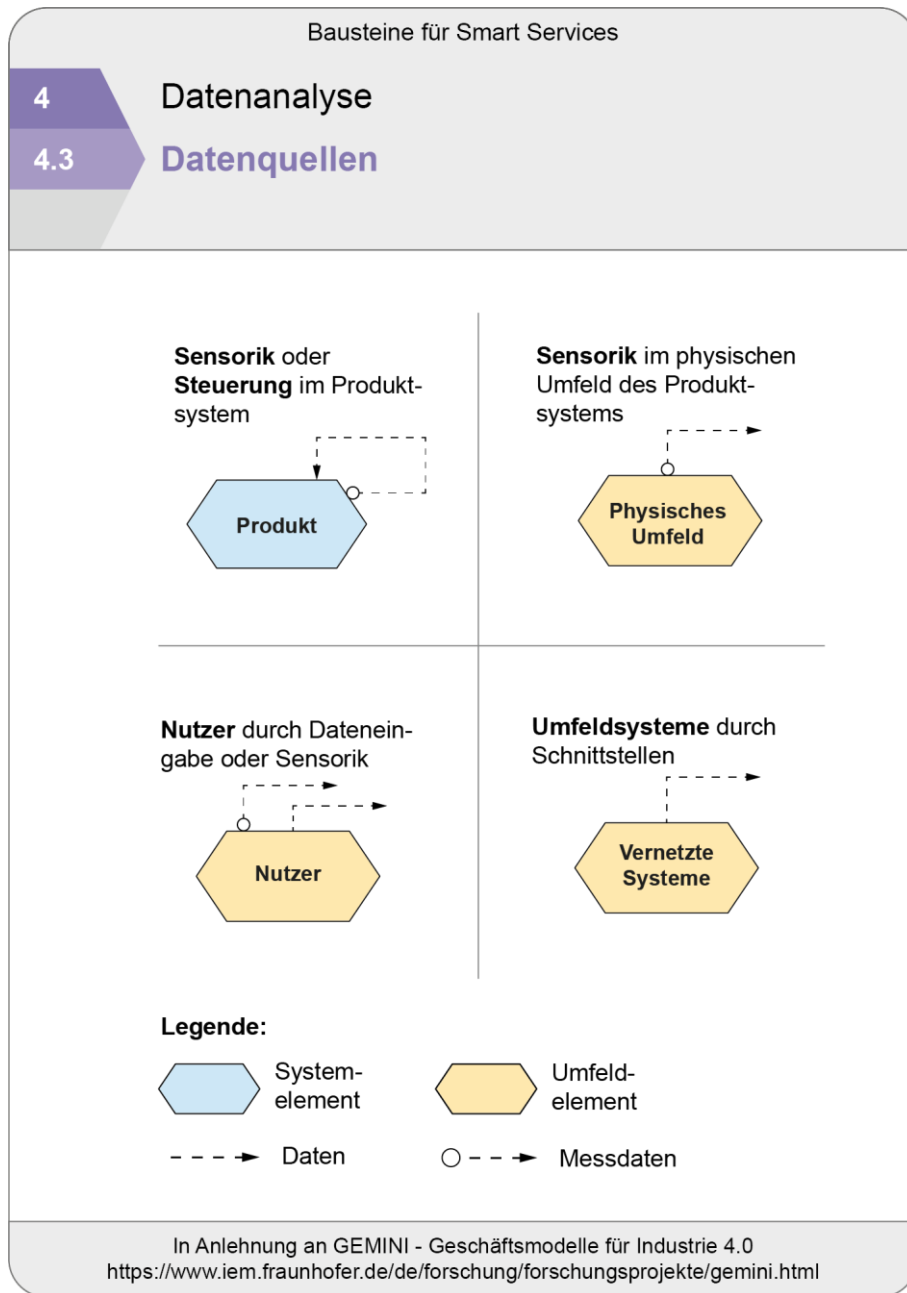 Bausteine für Smart Services
4
Datenanalyse
4.3
Datenquellen
Sensorik oder
Steuerung im Produkt-
system
Produkt
Sensorik im physischen
Umfeld des Produkt-
systems
Physisches
Umfeld
Nutzer durch Datenein-
gabe oder Sensorik
Nutzer
Umfeldsysteme durch
Schnittstellen
Vernetzte
Systeme
Legende:
System-
element
Umfeld-
element
Daten
Messdaten
In Anlehnung an GEMINI - Geschäftsmodelle für Industrie 4.0
https://www.iem.fraunhofer.de/de/forschung/forschungsprojekte/gemini.html